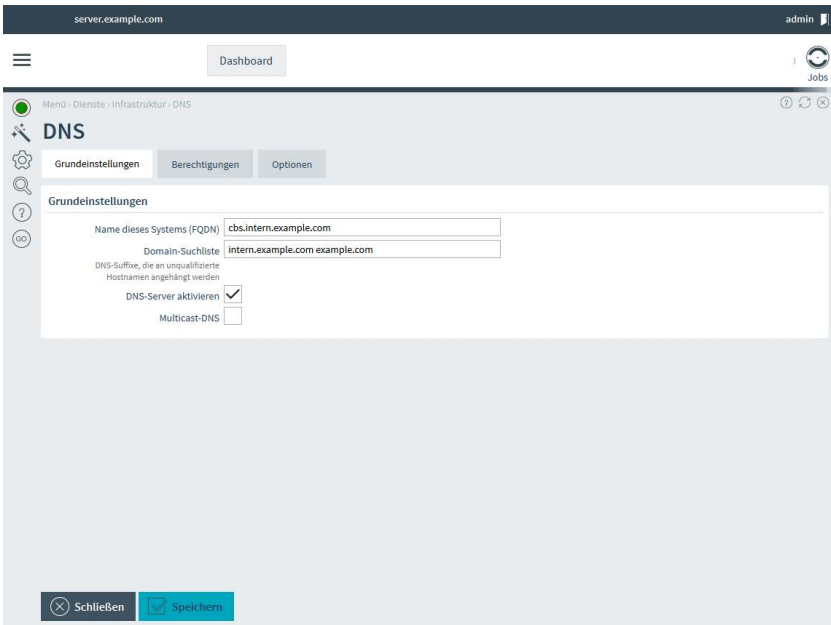 server.example.com
admin
Dashboard
Jobs
Menü › Dienste › Infrastruktur › DNS
DNS
Grundeinstellungen
Berechtigungen
Optionen
Grundeinstellungen
Name dieses Systems (FQDN)
cbs.intern.example.com
Domain-Suchliste
intern.example.com example.com
DNS-Suffixe, die an unqualifizierte
Hostnamen angehängt werden
DNS-Server aktivieren
Multicast-DNS
?
GO
Schließen
Speichern